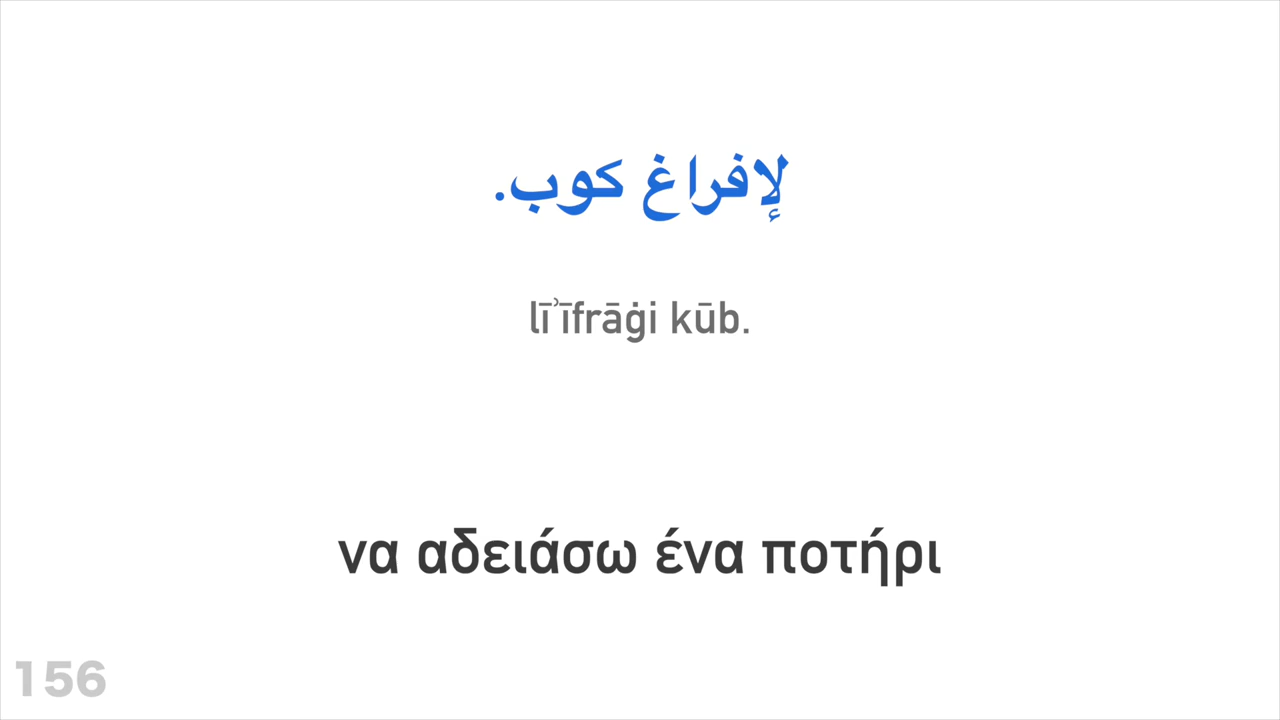 لإفراغ كوب.
līʾīfrāġi kūb.
να αδειάσω ένα ποτήρι
156